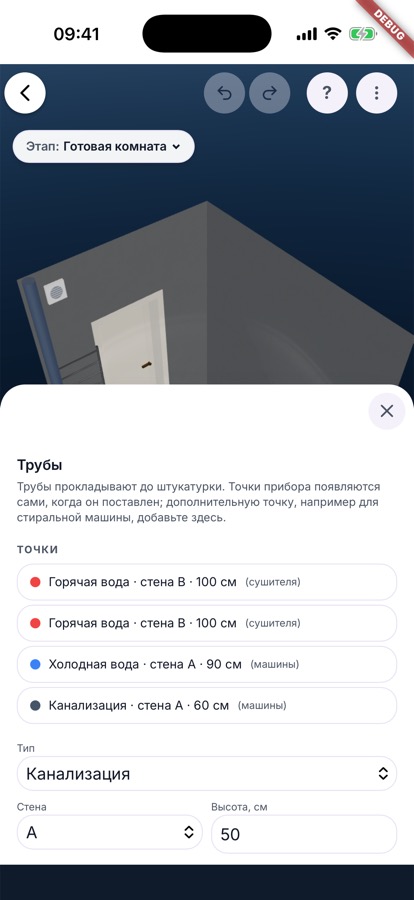 09:41
DEBUG
?
Этап: Готовая комната
Трубы
Трубы прокладывают до штукатурки. Точки прибора появляются
сами, когда он поставлен; дополнительную точку, например для
стиральной машины, добавьте здесь.
ТОЧКИ
Горячая вода · стена B · 100 см (сушителя)
Горячая вода · стена B · 100 см (сушителя)
Холодная вода · стена A · 90 см (машины)
Канализация · стена A · 60 см (машины)
Тип
Канализация
Стена Высота, см
A 50